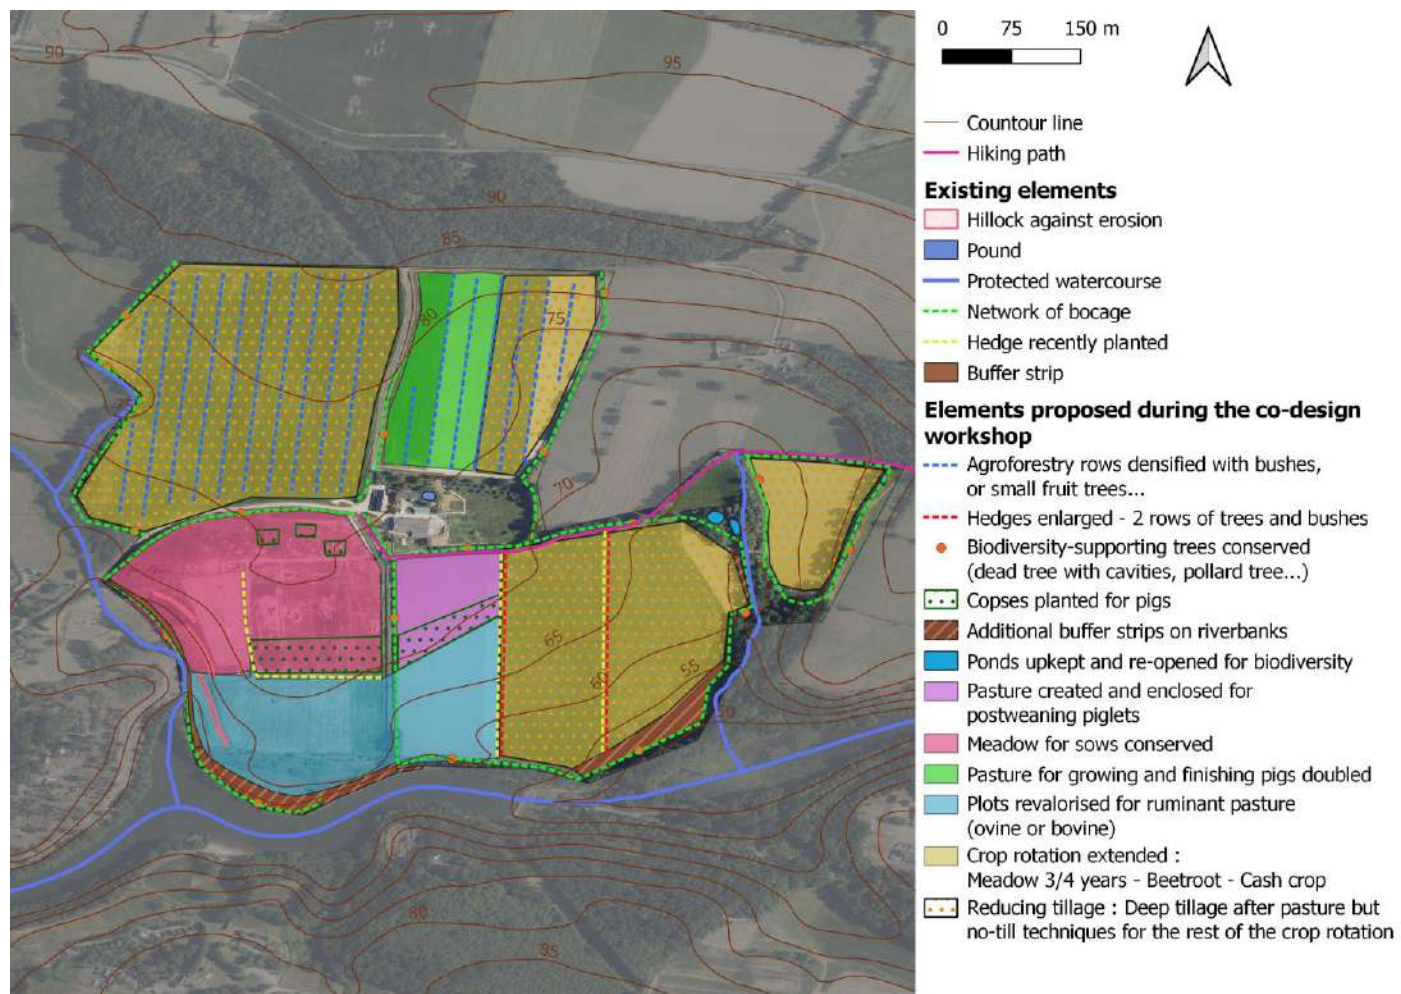 0 75 150 m
Countour line
Hiking path
Existing elements
Hillock against erosion
Pound
Protected watercourse
Network of bocage
Hedge recently planted
Buffer strip
Elements proposed during the co-design
workshop
Agroforestry rows densified with bushes,
or small fruit trees...
Hedges enlarged - 2 rows of trees and bushes
Biodiversity-supporting trees conserved
(dead tree with cavities, pollard tree...)
Copses planted for pigs
Additional buffer strips on riverbanks
Ponds upkept and re-opened for biodiversity
Pasture created and enclosed for
postweaning piglets
Meadow for sows conserved
Pasture for growing and finishing pigs doubled
Plots revalorised for ruminant pasture
(ovine or bovine)
Crop rotation extended :
Meadow 3/4 years - Beetroot - Cash crop
Reducing tillage : Deep tillage after pasture but
no-till techniques for the rest of the crop rotation
90
95
90
85
80
75
70
65
60
55
80
85